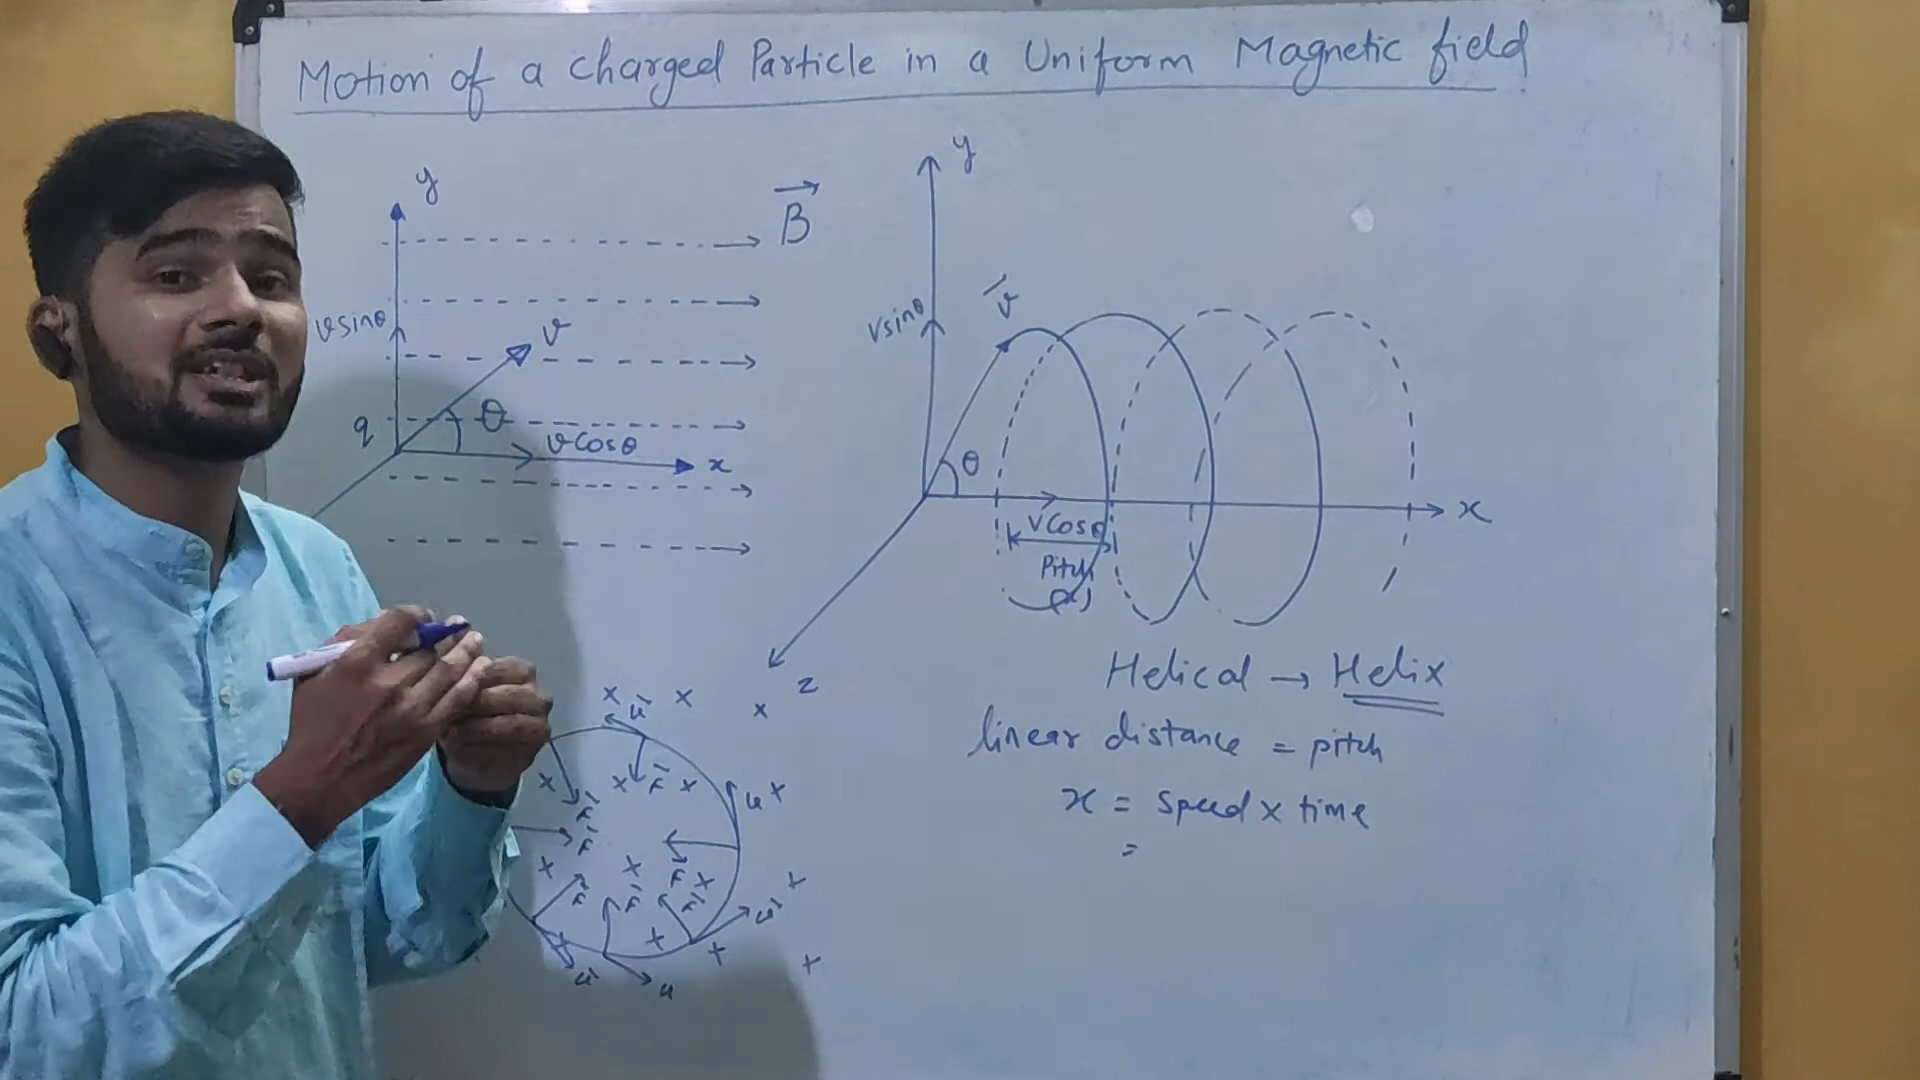 Motion of a Charged Particle in a Uniform Magnetic field
y
B
vsinθ
v
q
θ
vcosθ
x
y
v
Vsinθ
θ
x
Vcosθ
Pitch
(x)
z
Helical → Helix
linear distance = pitch
x = Speed x time
=
x x x
u
x x F x
F
u x
F
x x
F x
F F F
x
u
x x x
x
u
u